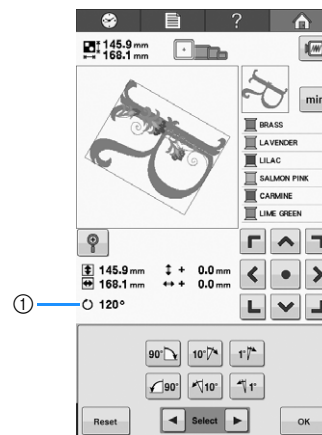 ?
145.9 mm
168.1 mm
min
BRASS
LAVENDER
LILAC
SALMON PINK
CARMINE
LIME GREEN
145.9 mm + 0.0 mm
168.1 mm + 0.0 mm
① 120°
90° 10° 1°
90° 10° 1°
Reset Select OK